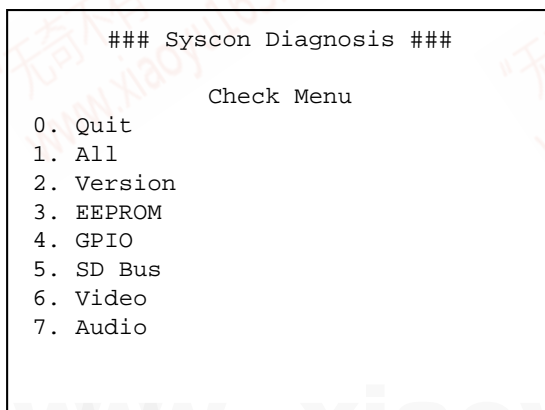 ### Syscon Diagnosis ###
Check Menu
0. Quit
1. All
2. Version
3. EEPROM
4. GPIO
5. SD Bus
6. Video
7. Audio